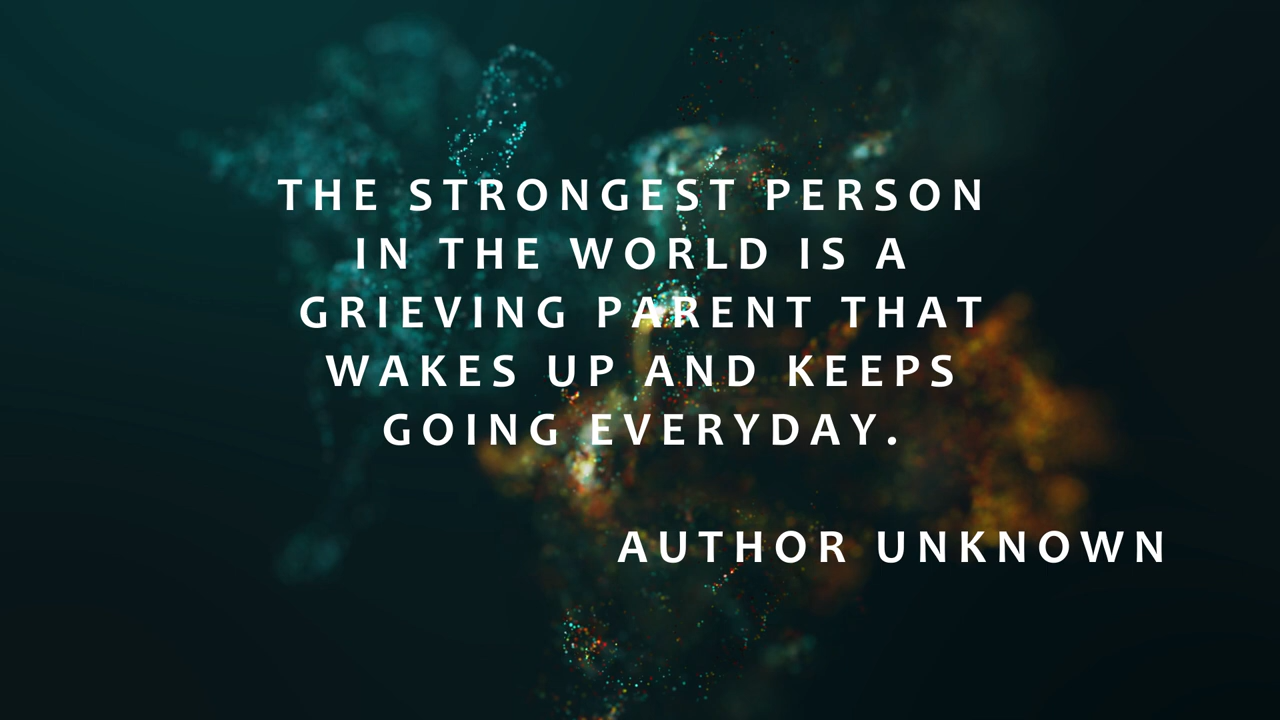 THE STRONGEST PERSON
IN THE WORLD IS A
GRIEVING PARENT THAT
WAKES UP AND KEEPS
GOING EVERYDAY.
AUTHOR UNKNOWN